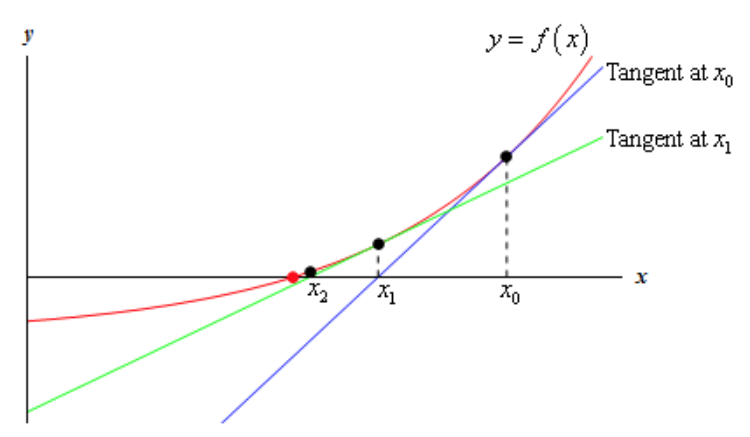 y
y = f(x)
Tangent at x₀
Tangent at x₁
x
x₂
x₁
x₀